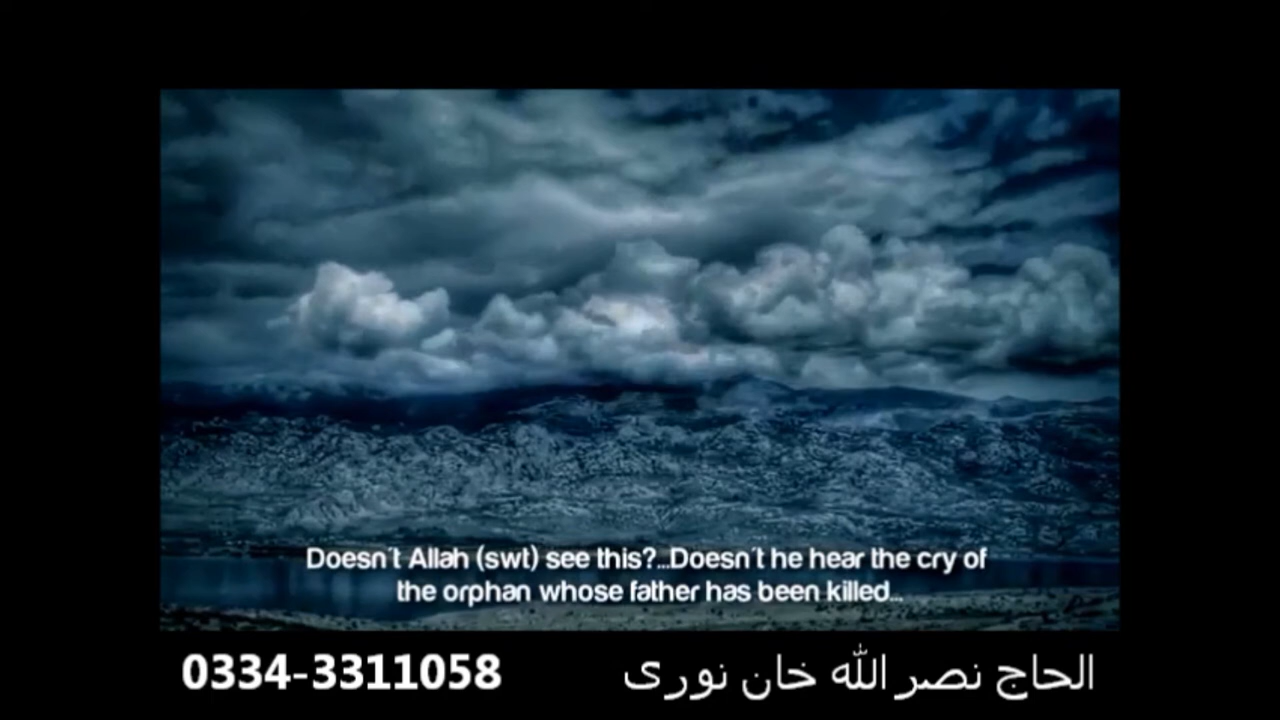 Doesn't Allah (swt) see this?...Doesn't he hear the cry of
the orphan whose father has been killed...
0334-3311058 الحاج نصر الله خان نوری